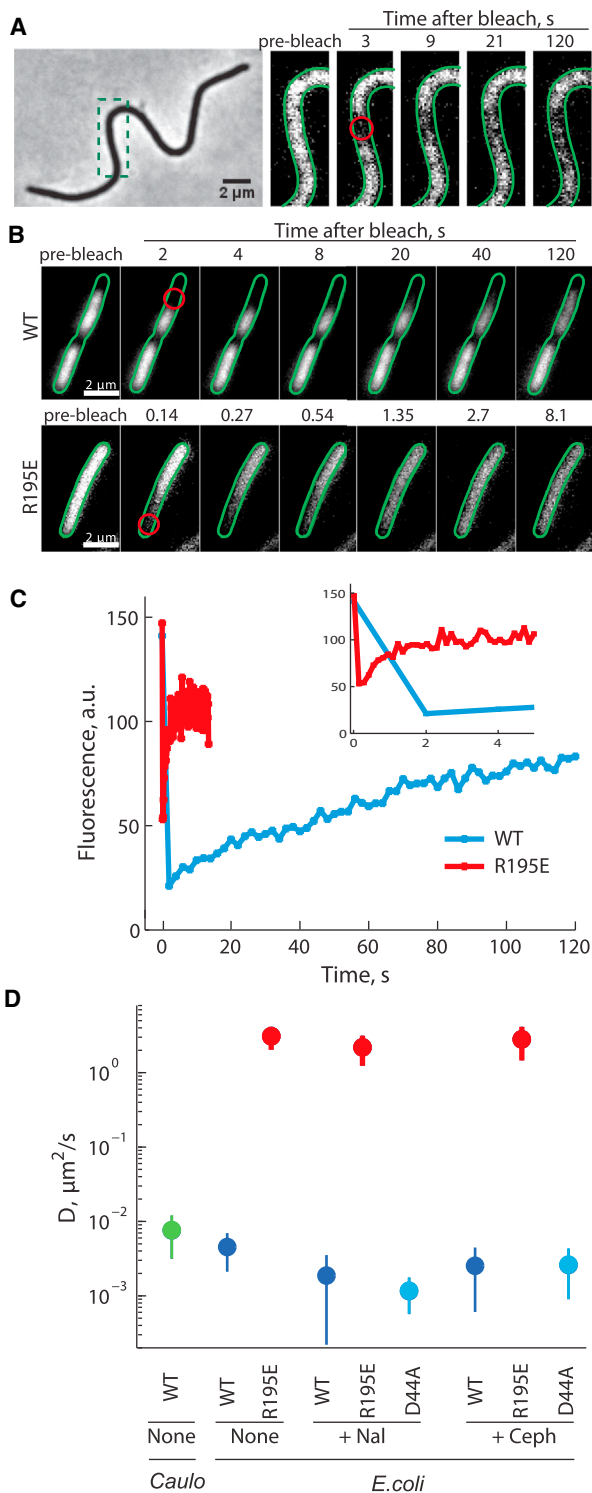 A
Time after bleach, s
pre-bleach 3 9 21 120
2 μm
B
Time after bleach, s
pre-bleach 2 4 8 20 40 120
WT
2 μm
pre-bleach 0.14 0.27 0.54 1.35 2.7 8.1
R195E
2 μm
C
Fluorescence, a.u.
150
100
50
0
0 20 40 60 80 100 120
Time, s
150
100
50
0
0 2 4
WT
R195E
D
D, μm²/s
10⁰
10⁻¹
10⁻²
10⁻³
WT WT R195E WT R195E D44A WT R195E D44A
None None + Nal + Ceph
Caulo E.coli